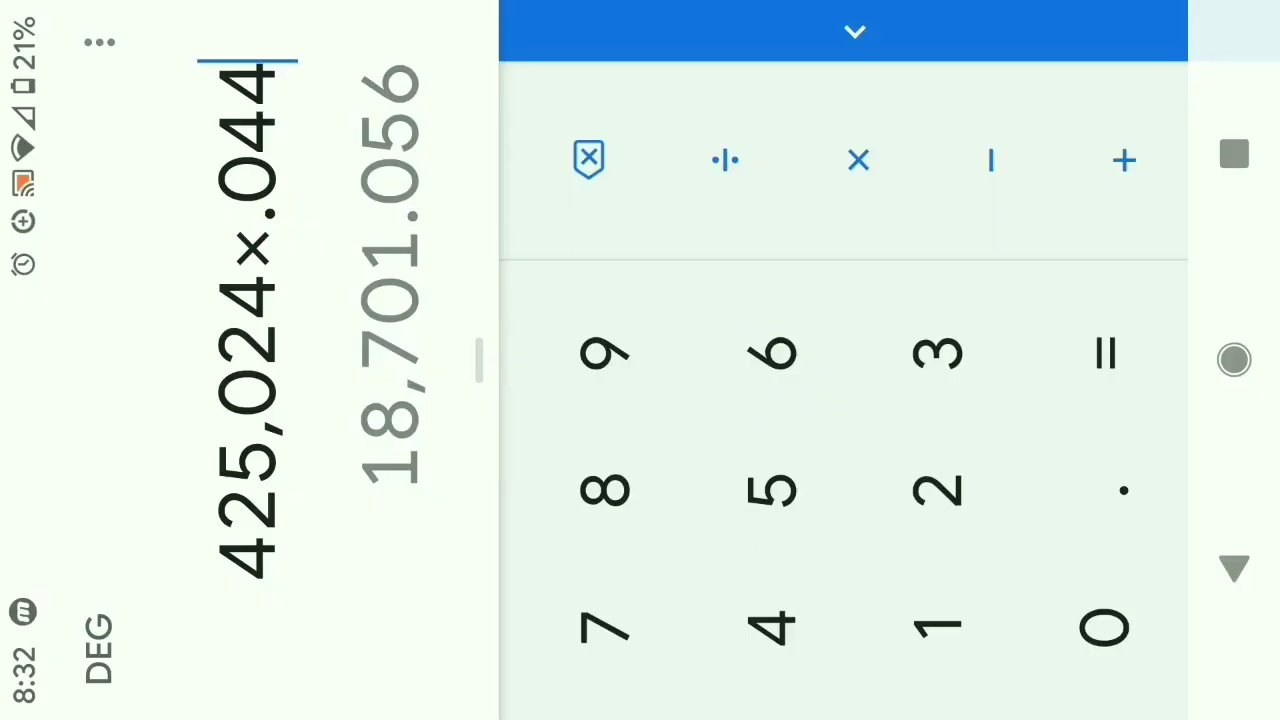 8:32 21%
DEG
425,024×.044
18,701.056
7 8 9
4 5 6 ÷
1 2 3 ×
0 . = −
+